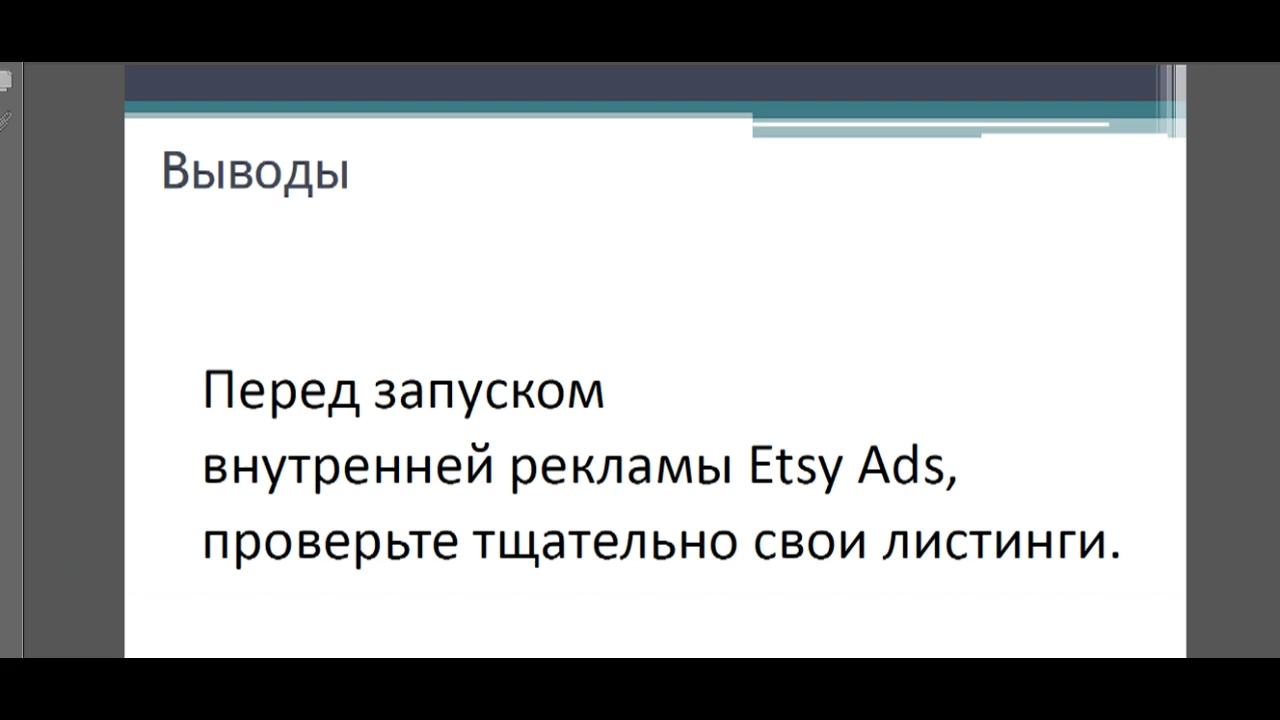 Выводы
Перед запуском
внутренней рекламы Etsy Ads,
проверьте тщательно свои листинги.